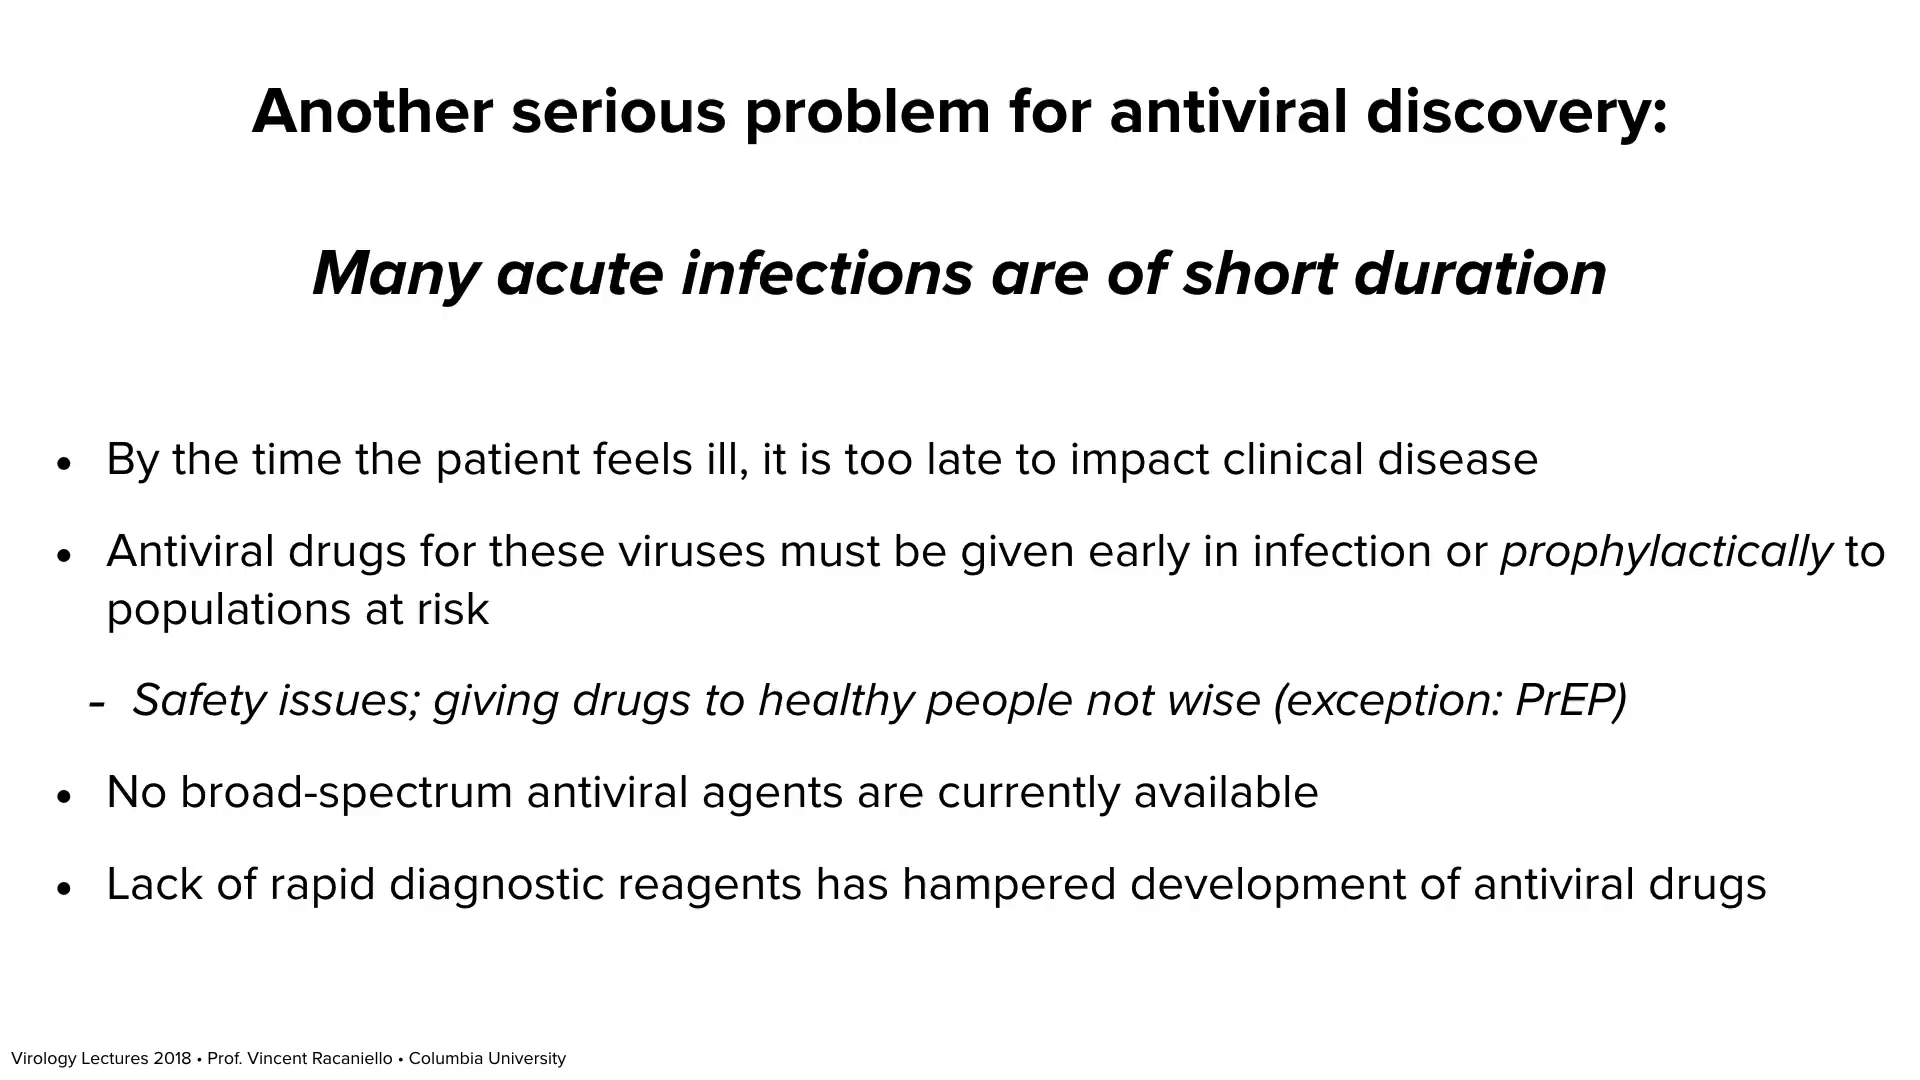 Another serious problem for antiviral discovery:
Many acute infections are of short duration
• By the time the patient feels ill, it is too late to impact clinical disease
• Antiviral drugs for these viruses must be given early in infection or prophylactically to
populations at risk
- Safety issues; giving drugs to healthy people not wise (exception: PrEP)
• No broad-spectrum antiviral agents are currently available
• Lack of rapid diagnostic reagents has hampered development of antiviral drugs
Virology Lectures 2018 • Prof. Vincent Racaniello • Columbia University